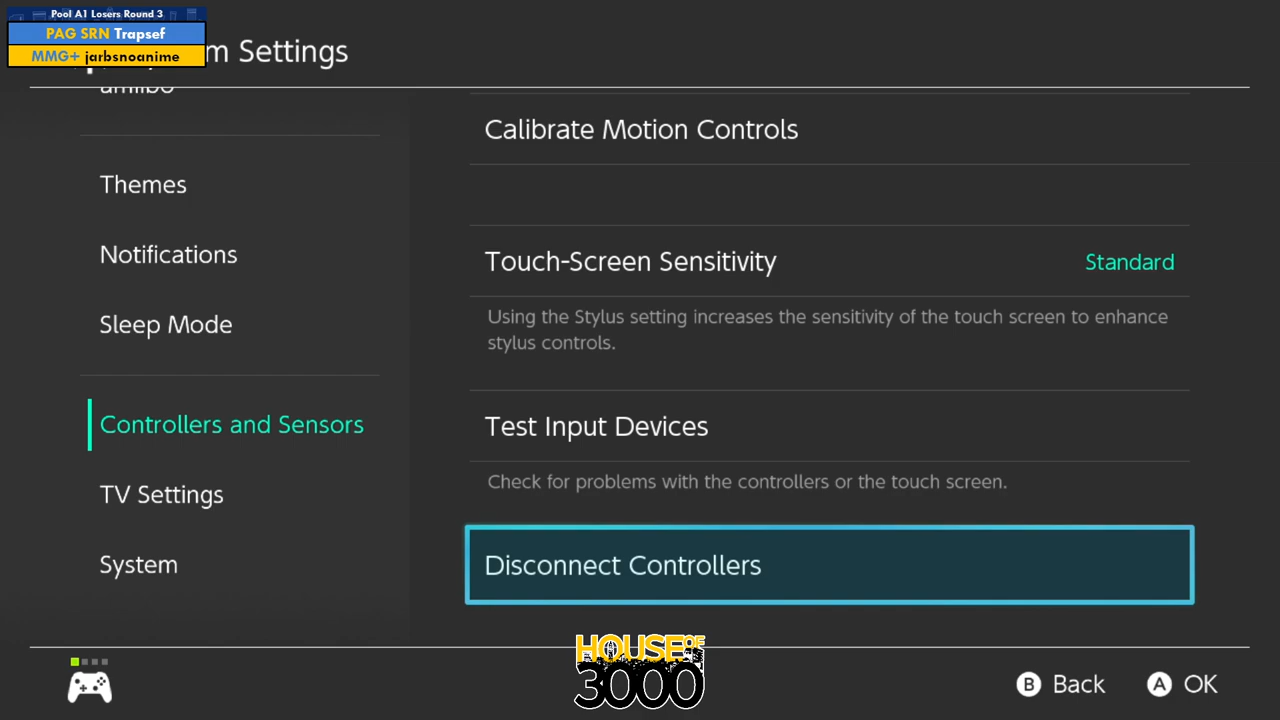 Pool A1 Losers Round 3
PAG SRN Trapsef
MMG+ jarbsnoanime
m Settings
amiibo
Themes
Notifications
Sleep Mode
Controllers and Sensors
TV Settings
System
Calibrate Motion Controls
Touch-Screen Sensitivity Standard
Using the Stylus setting increases the sensitivity of the touch screen to enhance
stylus controls.
Test Input Devices
Check for problems with the controllers or the touch screen.
Disconnect Controllers
HOUSE OF
3000
B Back A OK